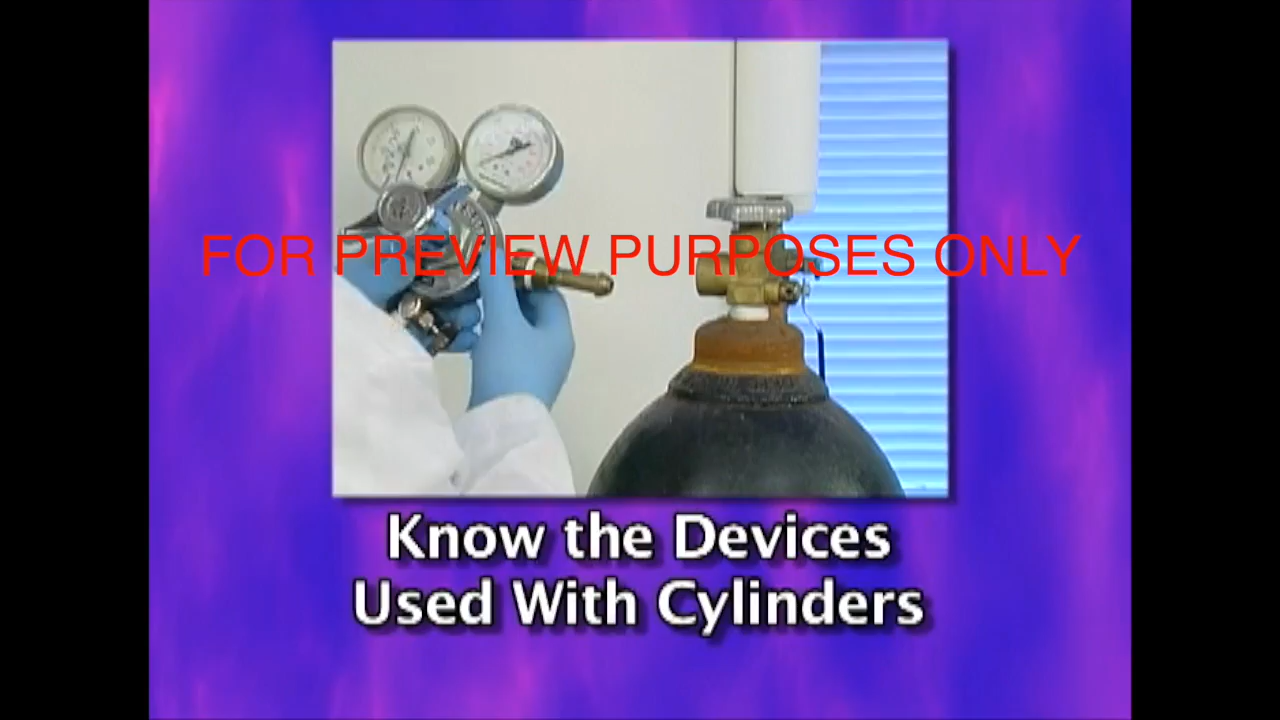 FOR PREVIEW PURPOSES ONLY
Know the Devices
Used With Cylinders